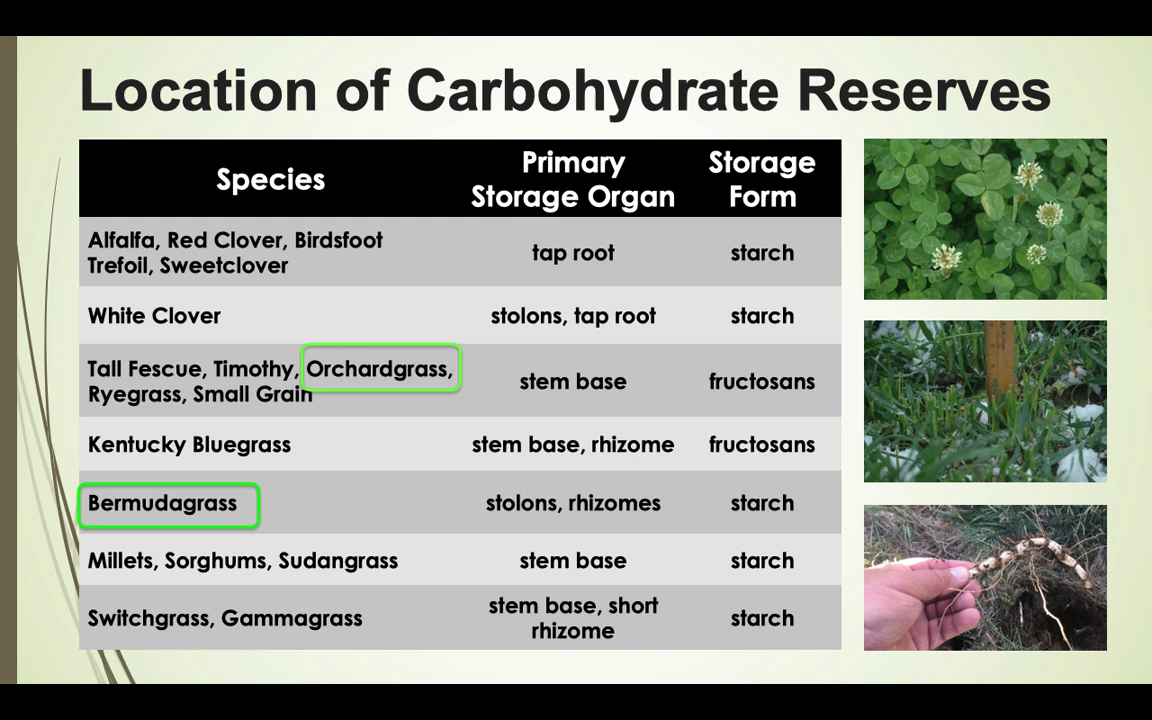 Location of Carbohydrate Reserves
Species
Primary
Storage Organ
Storage
Form
Alfalfa, Red Clover, Birdsfoot
Trefoil, Sweetclover
tap root
starch
White Clover
stolons, tap root
starch
Tall Fescue, Timothy, Orchardgrass,
Ryegrass, Small Grain
stem base
fructosans
Kentucky Bluegrass
stem base, rhizome
fructosans
Bermudagrass
stolons, rhizomes
starch
Millets, Sorghums, Sudangrass
stem base
starch
Switchgrass, Gammagrass
stem base, short
rhizome
starch